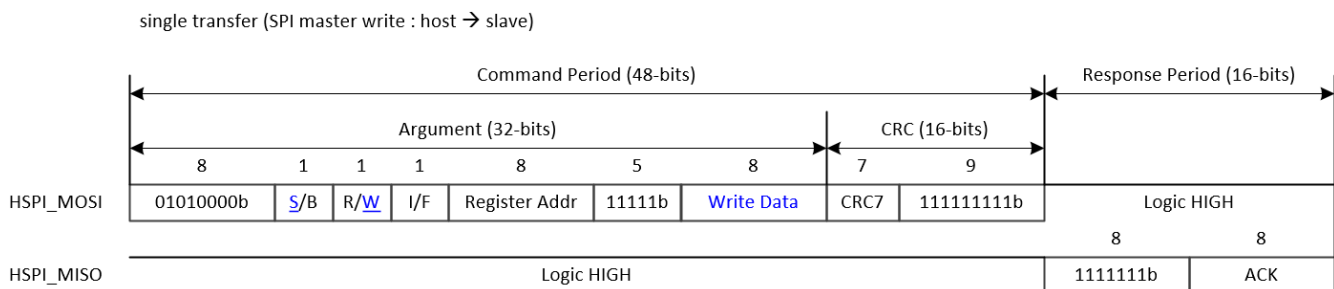 single transfer (SPI master write : host → slave)
Command Period (48-bits) Response Period (16-bits)
Argument (32-bits) CRC (16-bits)
8 1 1 1 8 5 8 7 9
HSPI_MOSI 01010000b S/B R/W I/F Register Addr 11111b Write Data CRC7 111111111b Logic HIGH
8 8
HSPI_MISO Logic HIGH 1111111b ACK